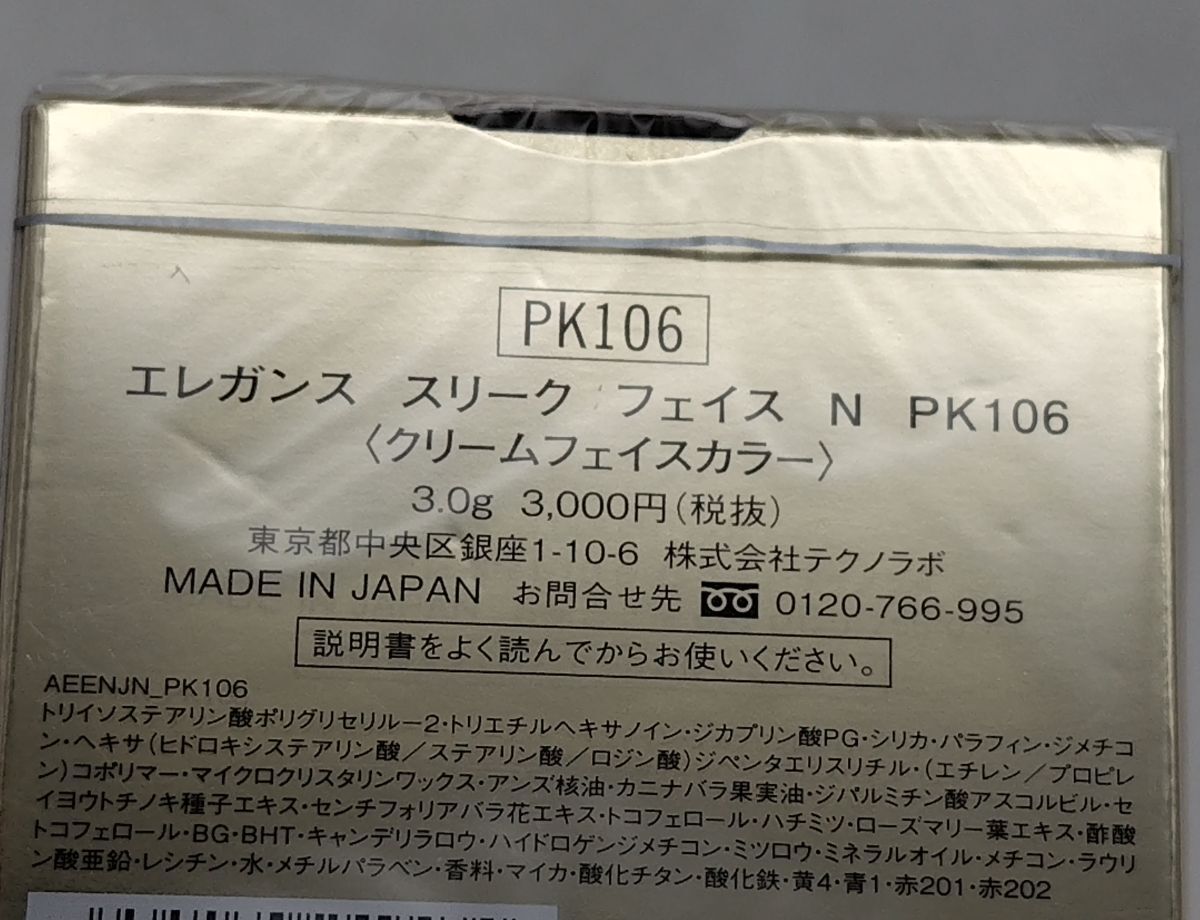 PK106
エレガンス スリーク フェイス N PK106
〈クリームフェイスカラー〉
3.0g 3,000円(税抜)
東京都中央区銀座1-10-6 株式会社テクノラボ
MADE IN JAPAN お問合せ先 0120-766-995
説明書をよく読んでからお使いください。
AEENJN_PK106
トリイソステアリン酸ポリグリセリル-2・トリエチルヘキサノイン・ジカプリン酸PG・シリカ・パラフィン・ジメチコ
ン・ヘキサ(ヒドロキシステアリン酸/ステアリン酸/ロジン酸)ジペンタエリスリチル・(エチレン/プロピレ
ン)コポリマー・マイクロクリスタリンワックス・アンズ核油・カニナバラ果実油・ジパルミチン酸アスコルビル・セ
イヨウトチノキ種子エキス・センチフォリアバラ花エキス・トコフェロール・ハチミツ・ローズマリー葉エキス・酢酸
トコフェロール・BG・BHT・キャンデリラロウ・ハイドロゲンジメチコン・ミツロウ・ミネラルオイル・メチコン・ラウリ
ン酸亜鉛・レシチン・水・メチルパラベン・香料・マイカ・酸化チタン・酸化鉄・黄4・青1・赤201・赤202